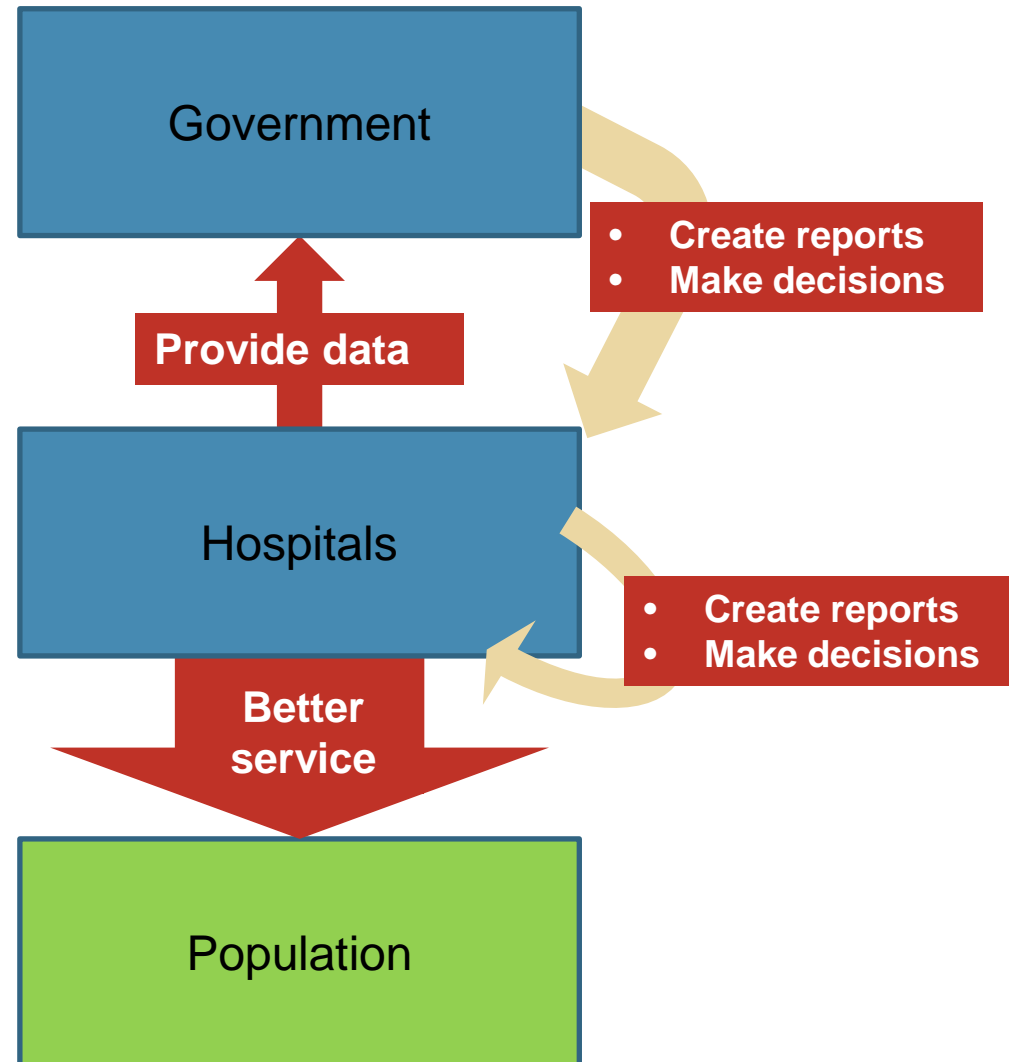 Government
• Create reports
• Make decisions
Provide data
Hospitals
• Create reports
• Make decisions
Better
service
Population